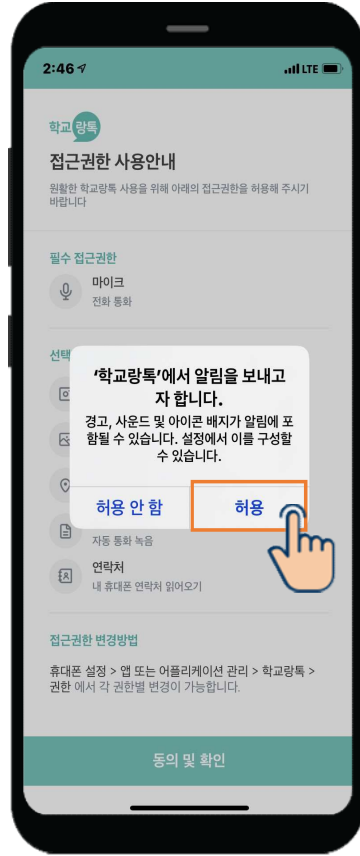 2:46
LTE
학교랑톡
접근권한 사용안내
원활한 학교랑톡 사용을 위해 아래의 접근권한을 허용해 주시기
바랍니다
필수 접근권한
마이크
전화 통화
선택
'학교랑톡'에서 알림을 보내고
자 합니다.
경고, 사운드 및 아이콘 배지가 알림에 포
함될 수 있습니다. 설정에서 이를 구성할
수 있습니다.
허용 안 함
허용
자동 통화 녹음
연락처
내 휴대폰 연락처 읽어오기
접근권한 변경방법
휴대폰 설정 > 앱 또는 어플리케이션 관리 > 학교랑톡 >
권한 에서 각 권한별 변경이 가능합니다.
동의 및 확인